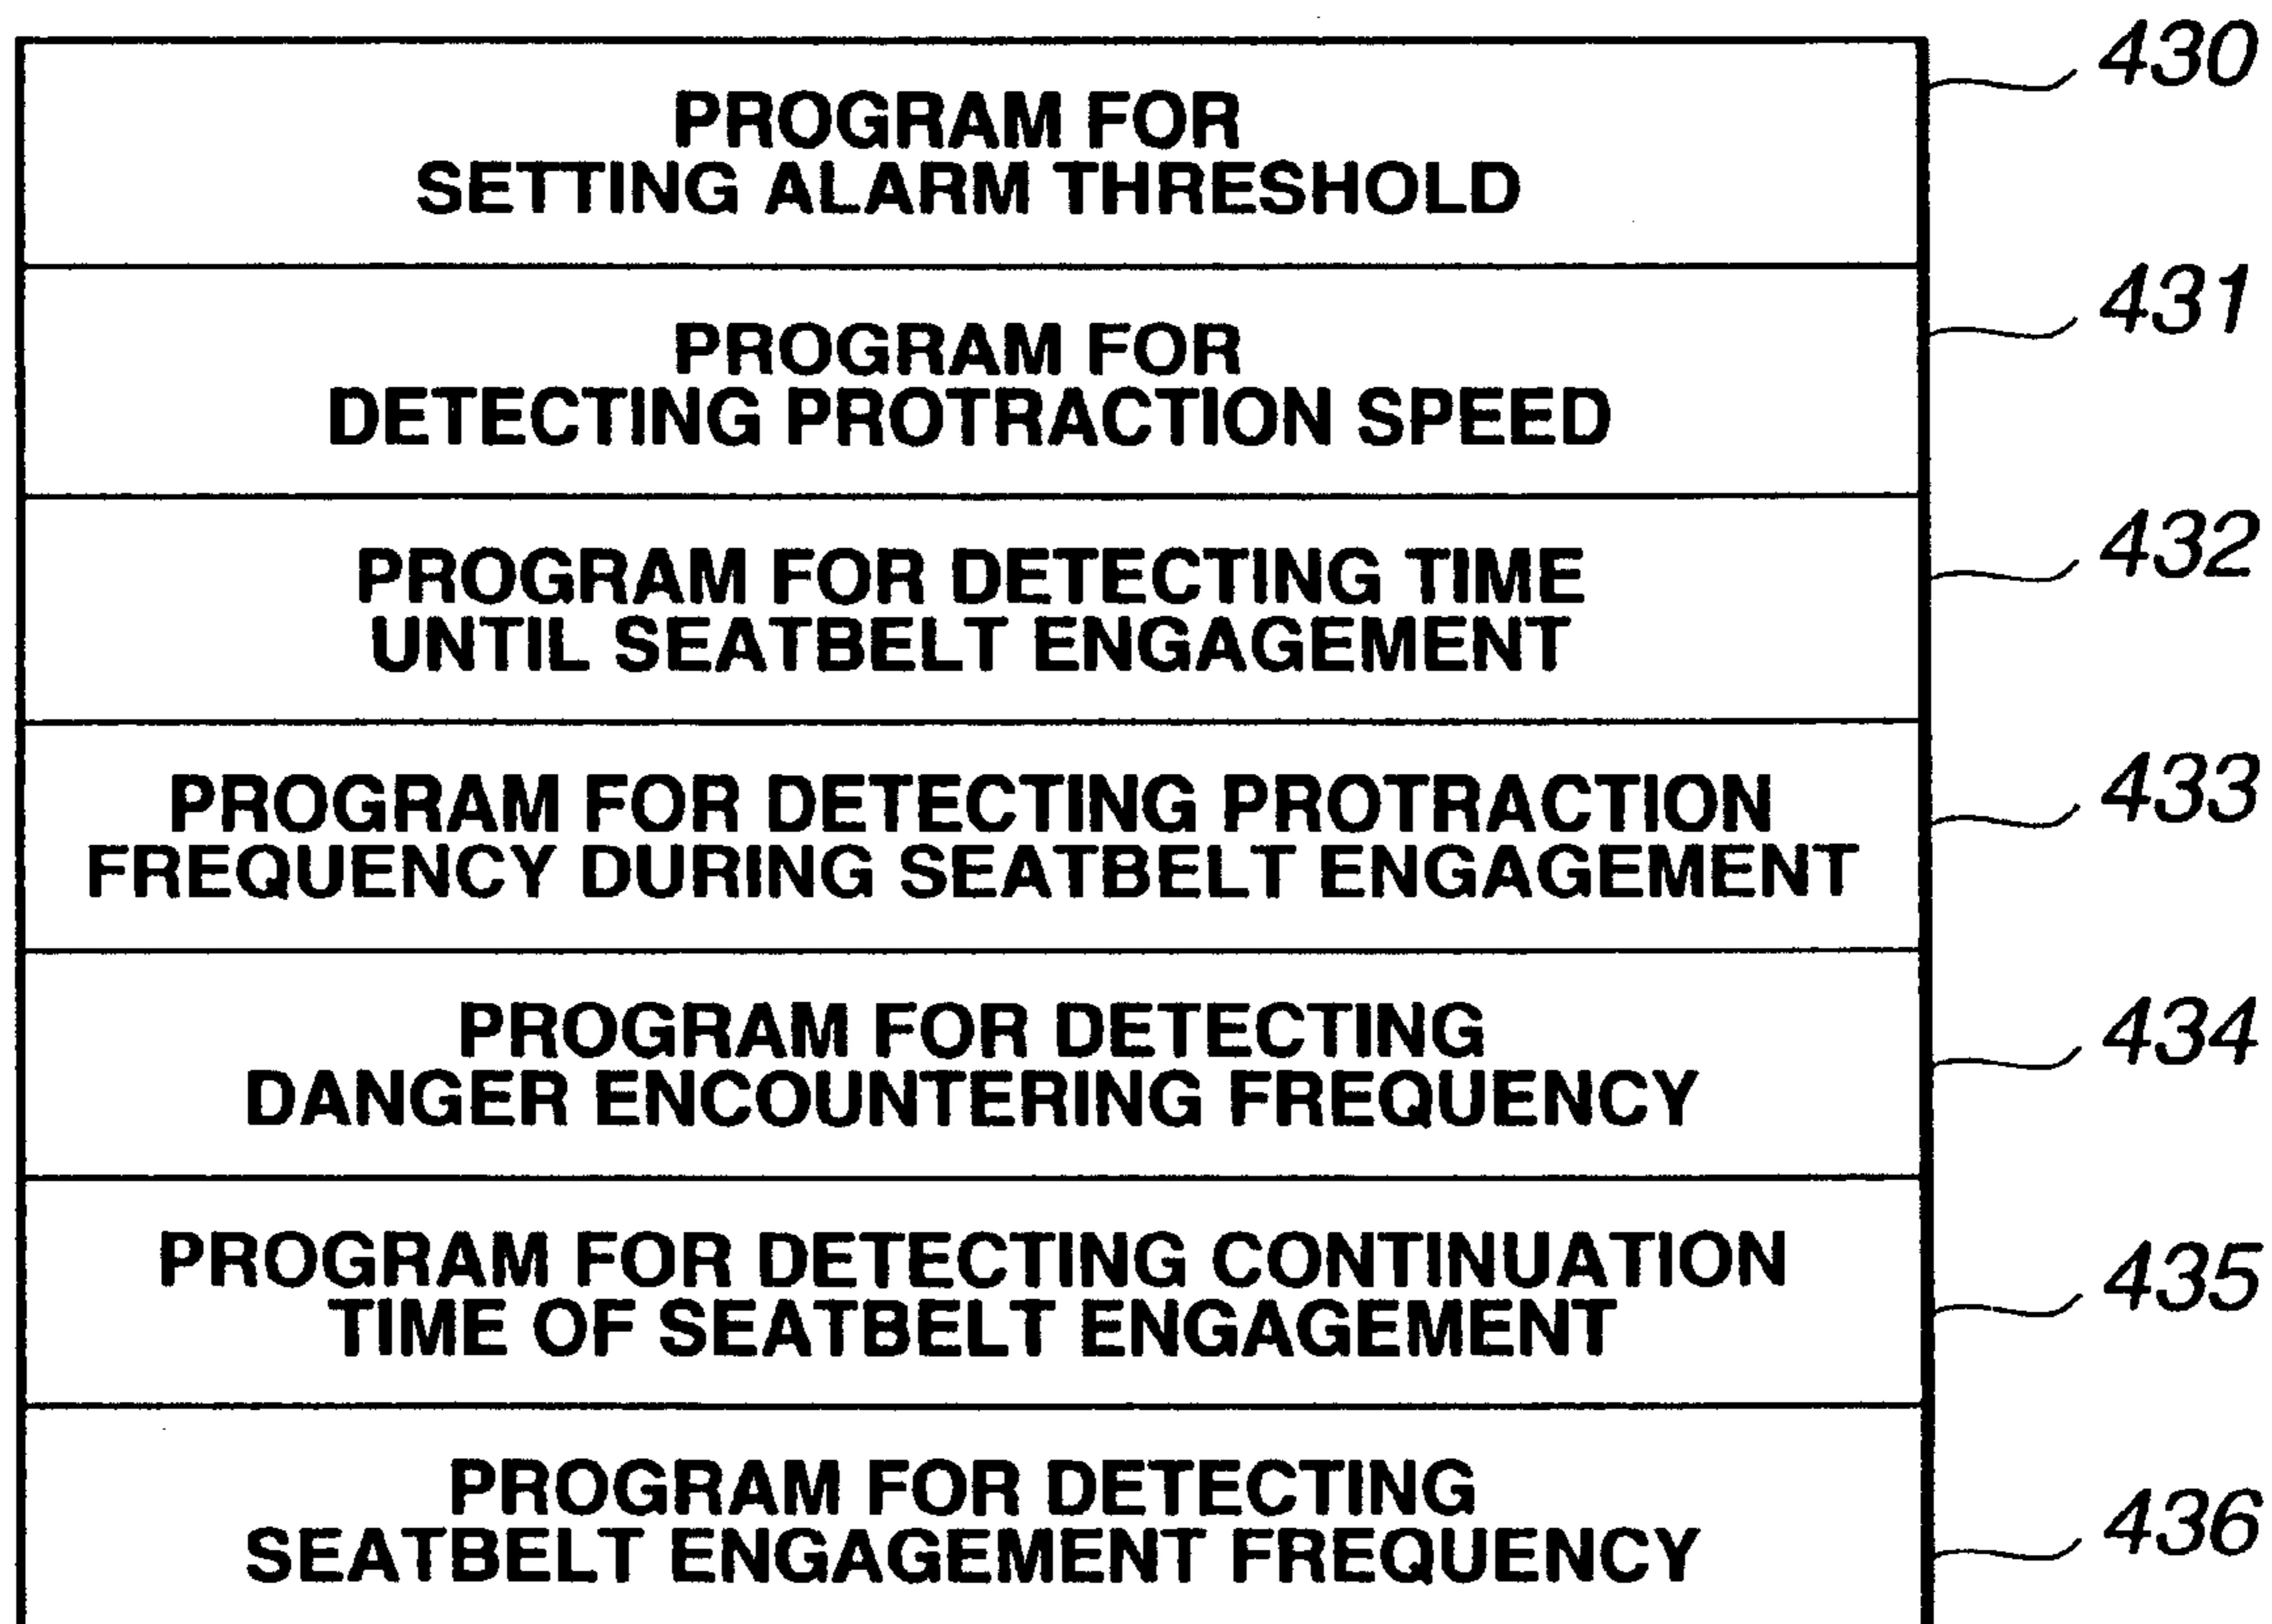 PROGRAM FOR
SETTING ALARM THRESHOLD
430
PROGRAM FOR
DETECTING PROTRACTION SPEED
431
PROGRAM FOR DETECTING TIME
UNTIL SEATBELT ENGAGEMENT
432
PROGRAM FOR DETECTING PROTRACTION
FREQUENCY DURING SEATBELT ENGAGEMENT
433
PROGRAM FOR DETECTING
DANGER ENCOUNTERING FREQUENCY
434
PROGRAM FOR DETECTING CONTINUATION
TIME OF SEATBELT ENGAGEMENT
435
PROGRAM FOR DETECTING
SEATBELT ENGAGEMENT FREQUENCY
436